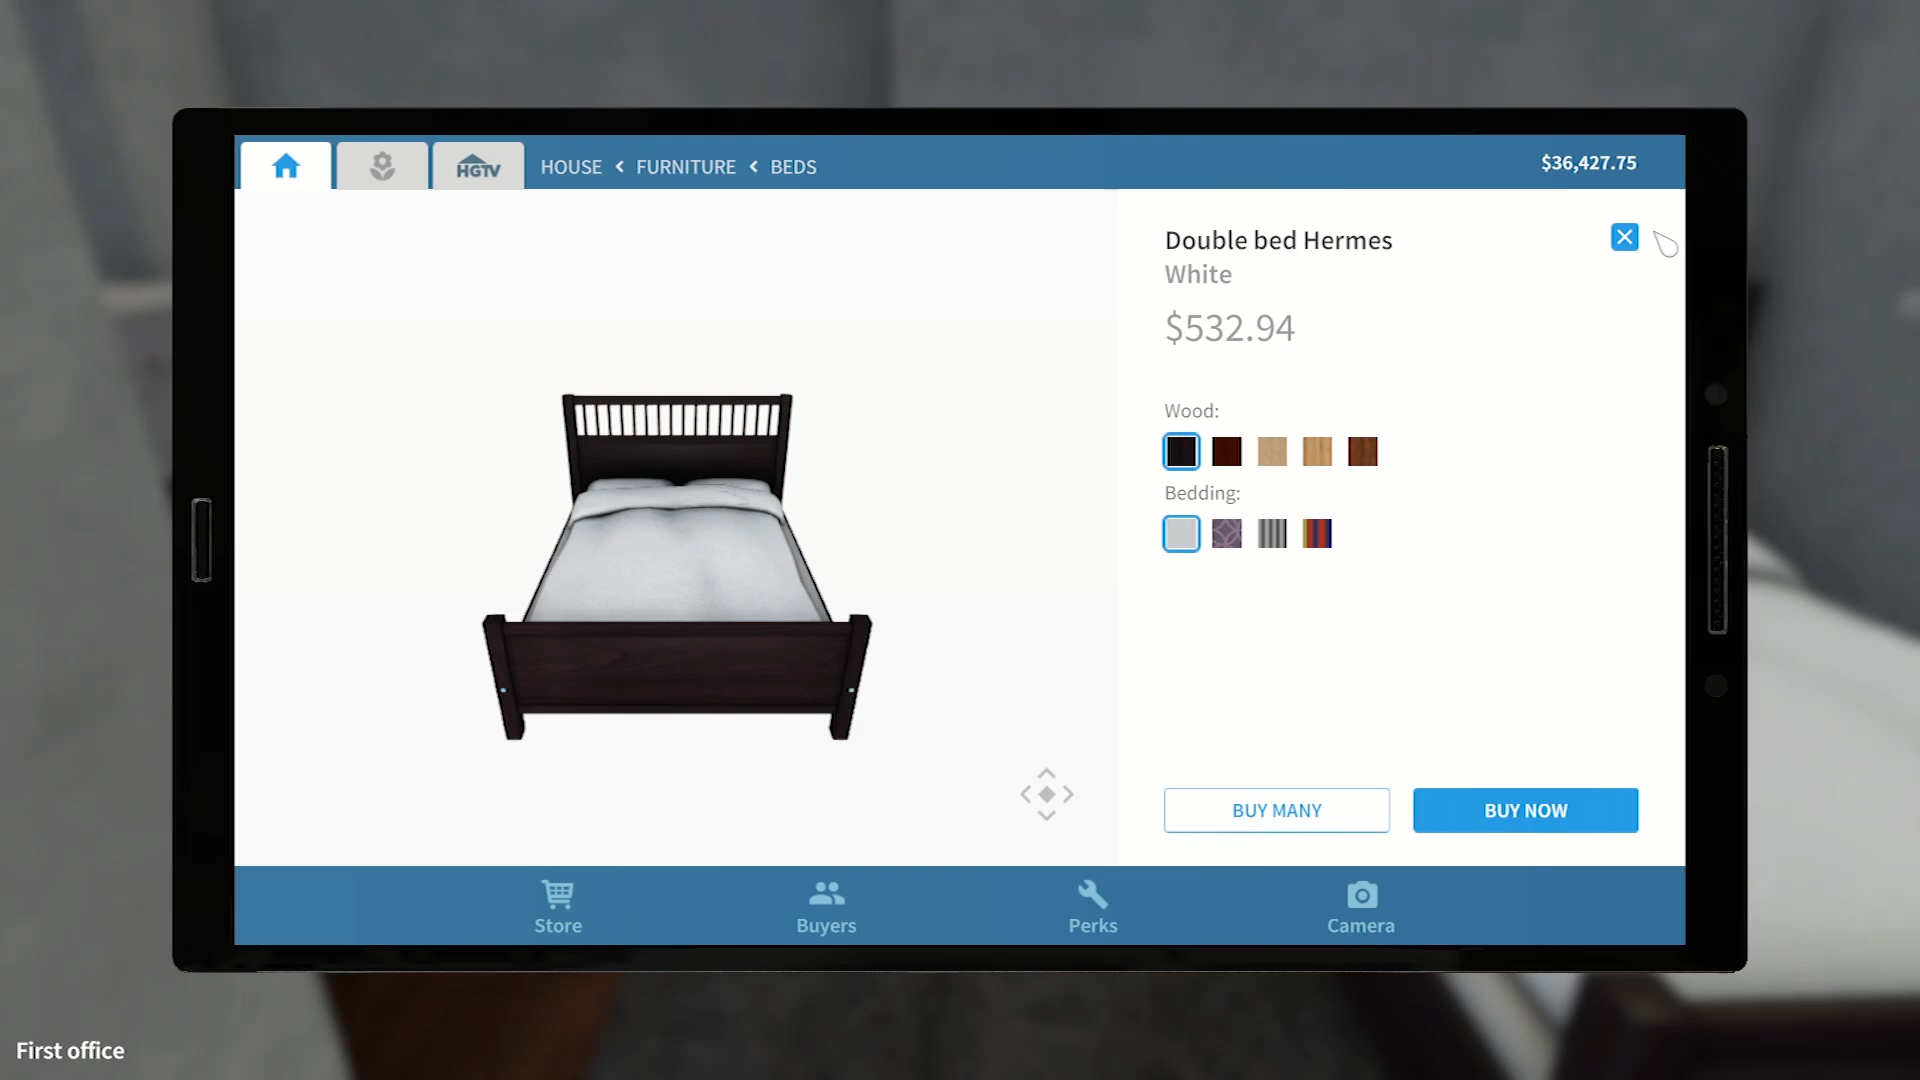 HGTV
HOUSE < FURNITURE < BEDS
$36,427.75
Double bed Hermes
White
$532.94
Wood:
Bedding:
BUY MANY
BUY NOW
Store
Buyers
Perks
Camera
First office